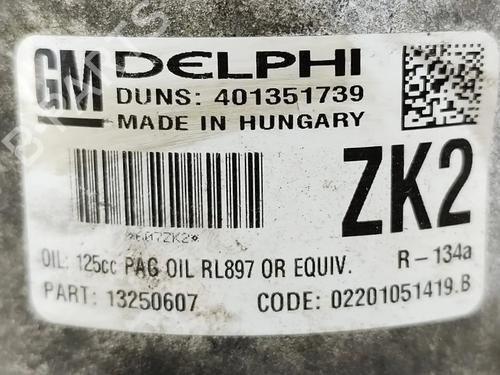 GM DELPHI
DUNS: 401351739
MADE IN HUNGARY
ZK2
*607ZK2*
OIL: 125cc PAG OIL RL897 OR EQUIV. R-134a
PART: 13250607 CODE: 02201051419.B